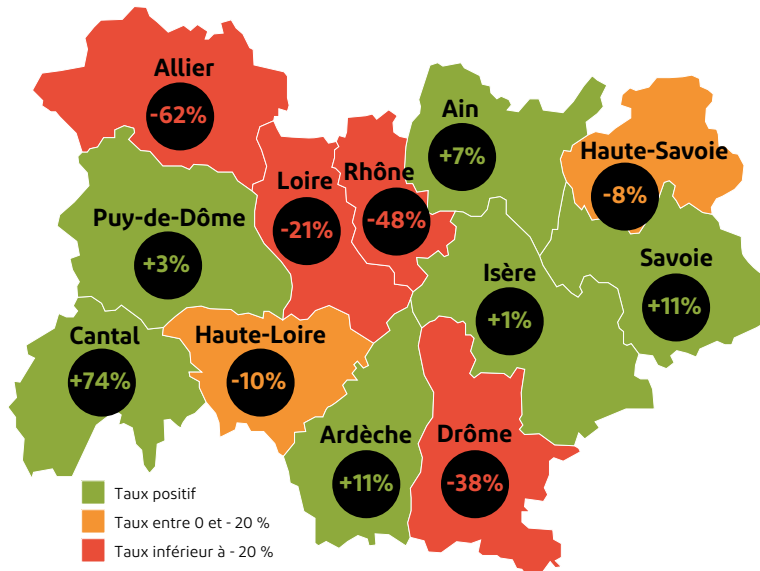 Allier
-62%
Ain
+7%
Haute-Savoie
-8%
Loire
-21%
Rhône
-48%
Puy-de-Dôme
+3%
Isère
+1%
Savoie
+11%
Cantal
+74%
Haute-Loire
-10%
Ardèche
+11%
Drôme
-38%
Taux positif
Taux entre 0 et - 20 %
Taux inférieur à - 20 %